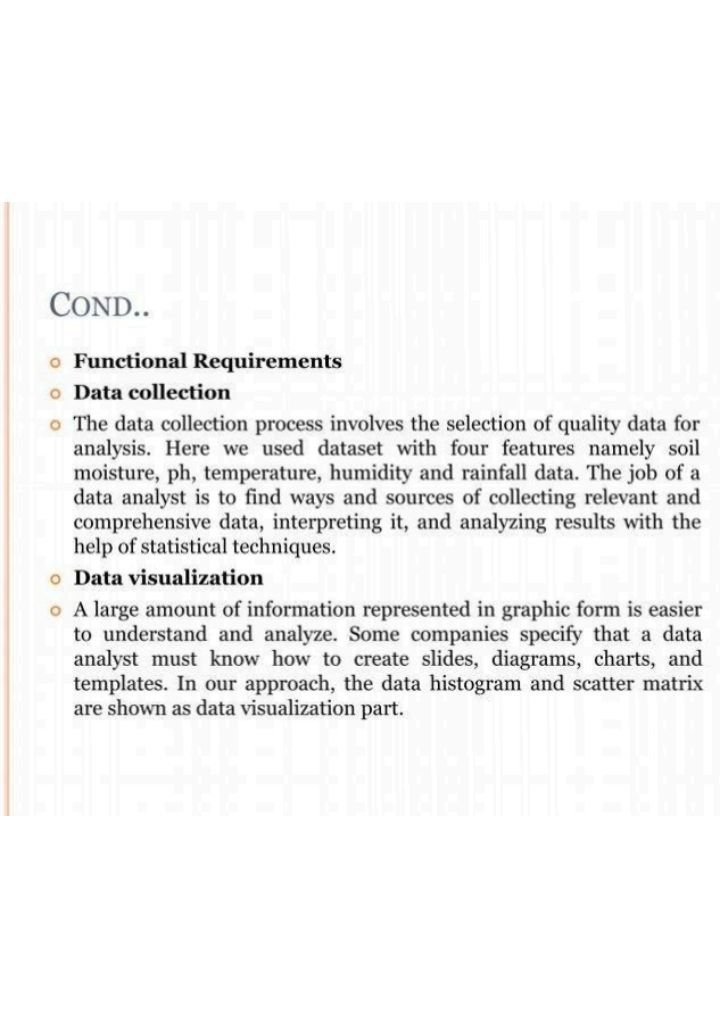 COND..
Functional Requirements
Data collection
The data collection process involves the selection of quality data for
analysis. Here we used dataset with four features namely soil
moisture, ph, temperature, humidity and rainfall data. The job of a
data analyst is to find ways and sources of collecting relevant and
comprehensive data, interpreting it, and analyzing results with the
help of statistical techniques.
Data visualization
A large amount of information represented in graphic form is easier
to understand and analyze. Some companies specify that a data
analyst must know how to create slides, diagrams, charts, and
templates. In our approach, the data histogram and scatter matrix
are shown as data visualization part.